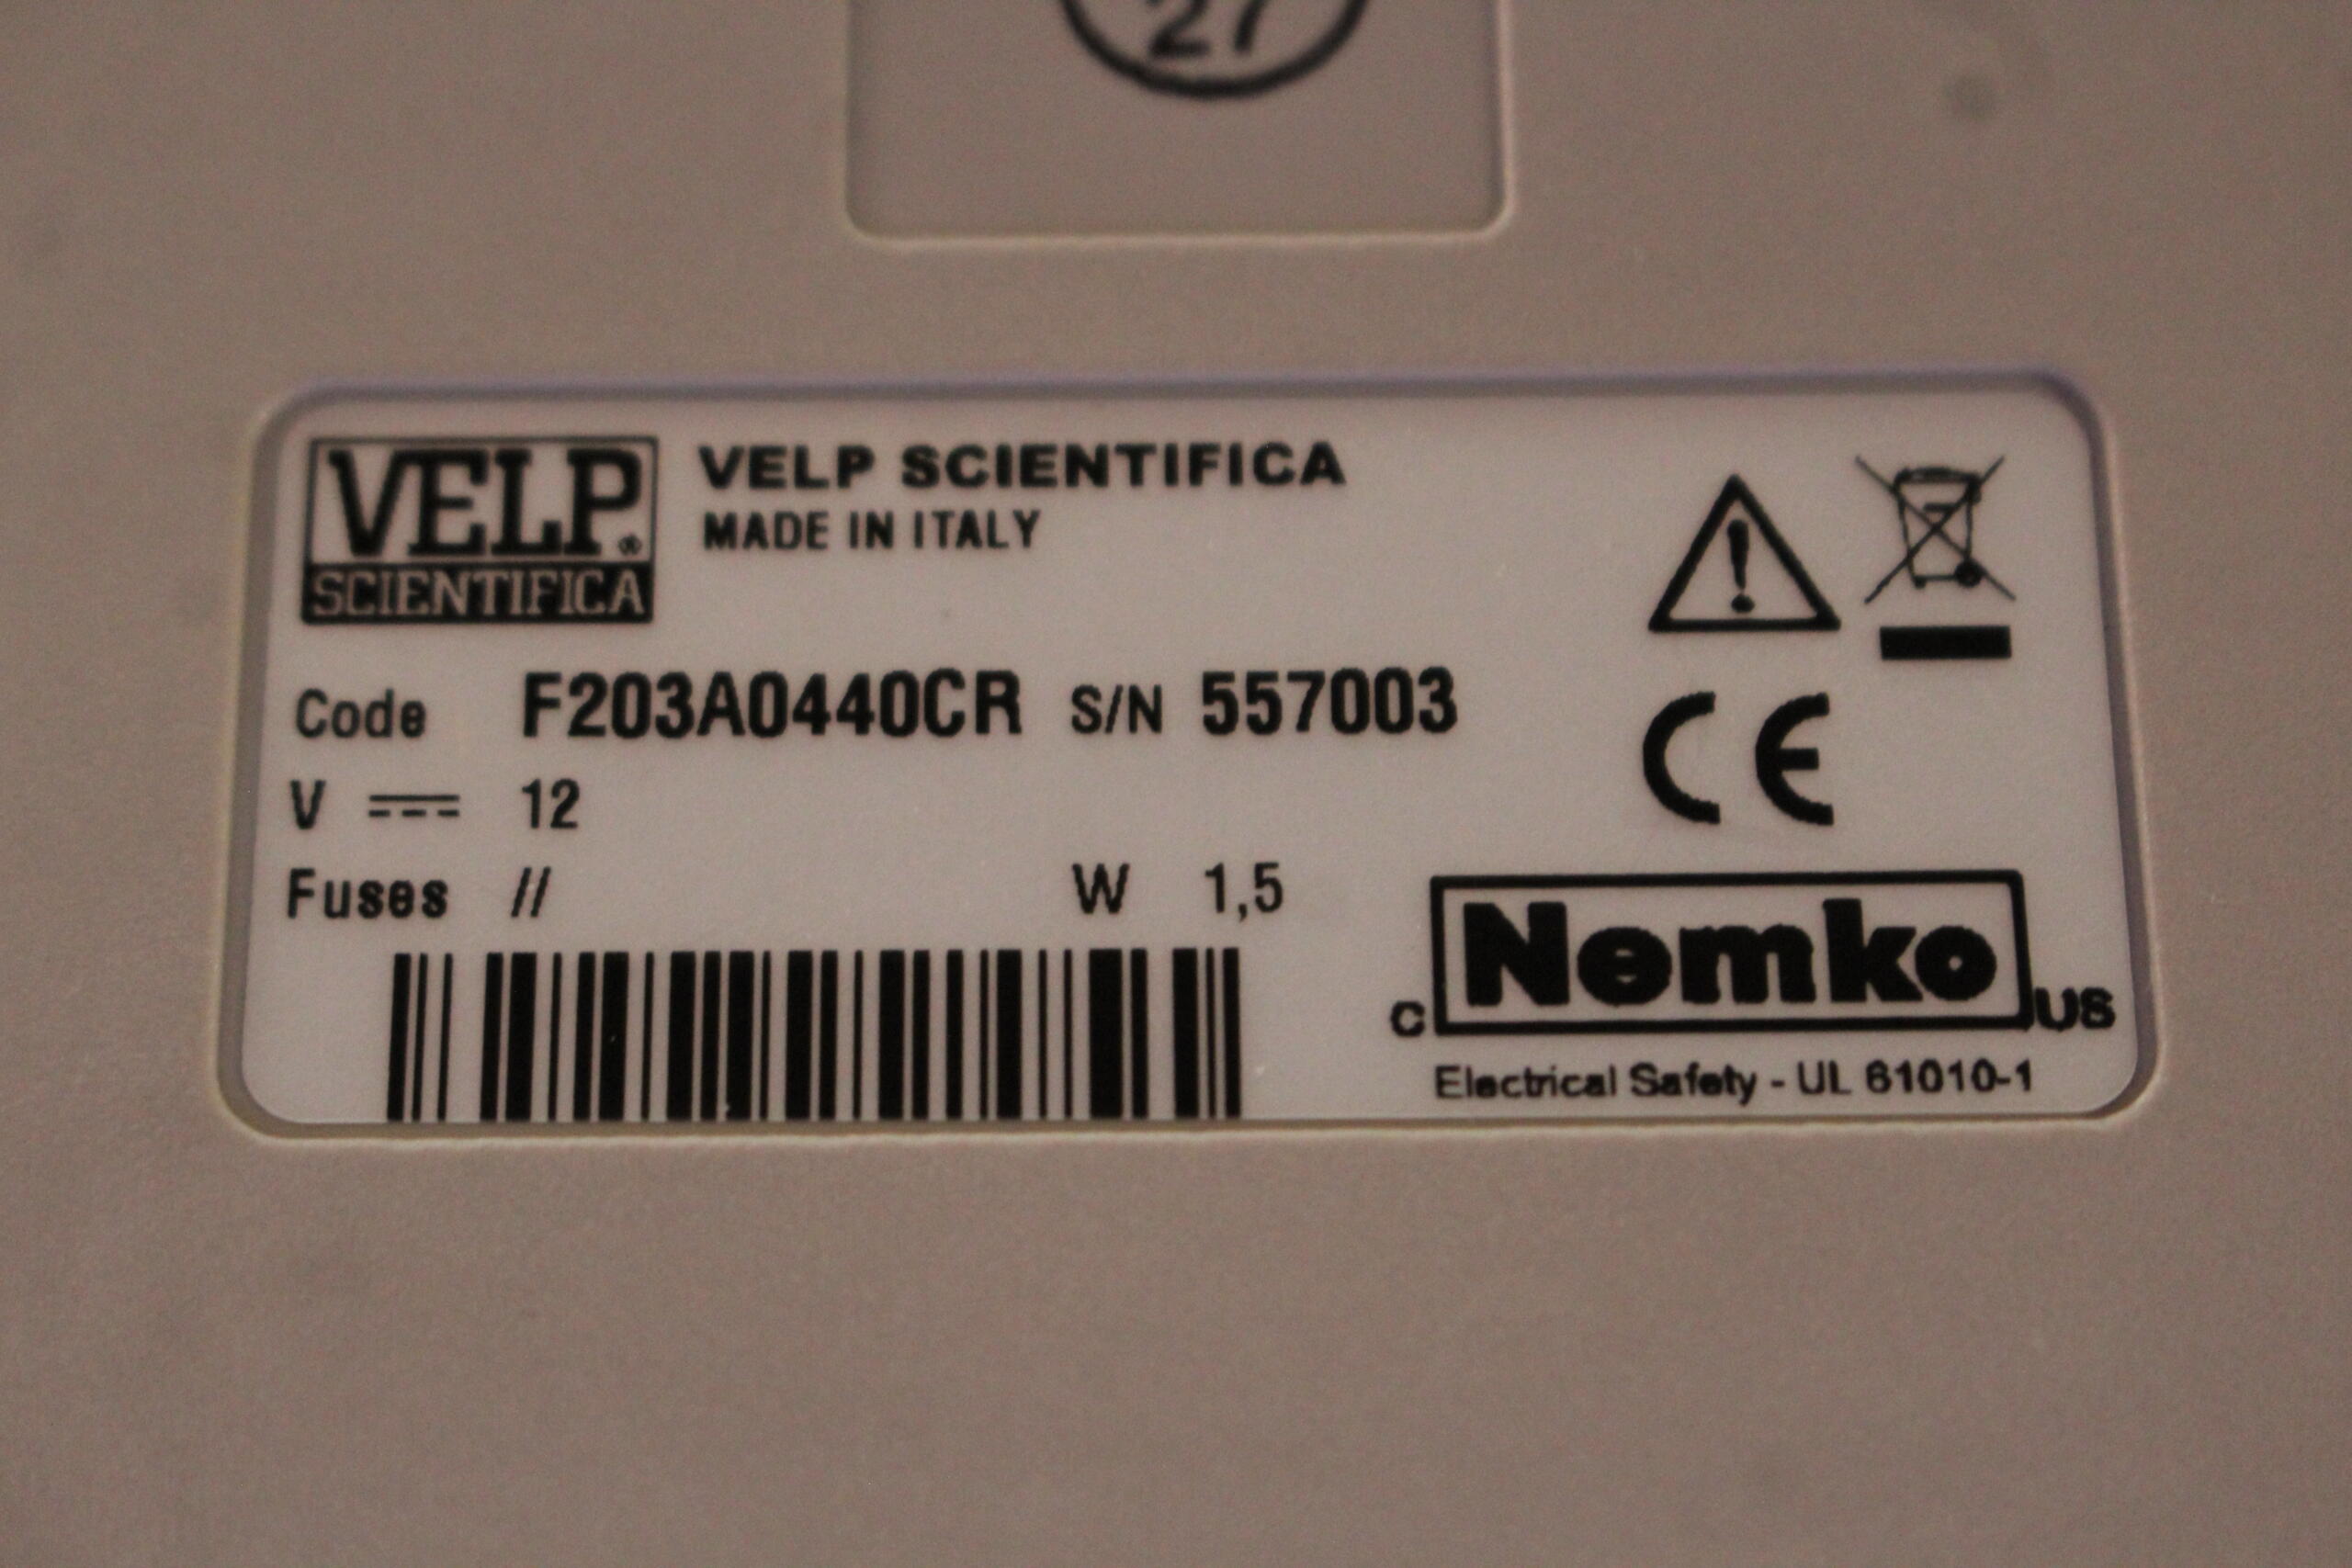 27
VELP®
SCIENTIFICA
VELP SCIENTIFICA
MADE IN ITALY
Code F203A0440CR S/N 557003
V ⎓ 12
Fuses // W 1,5
CE
c Nemko US
Electrical Safety - UL 61010-1